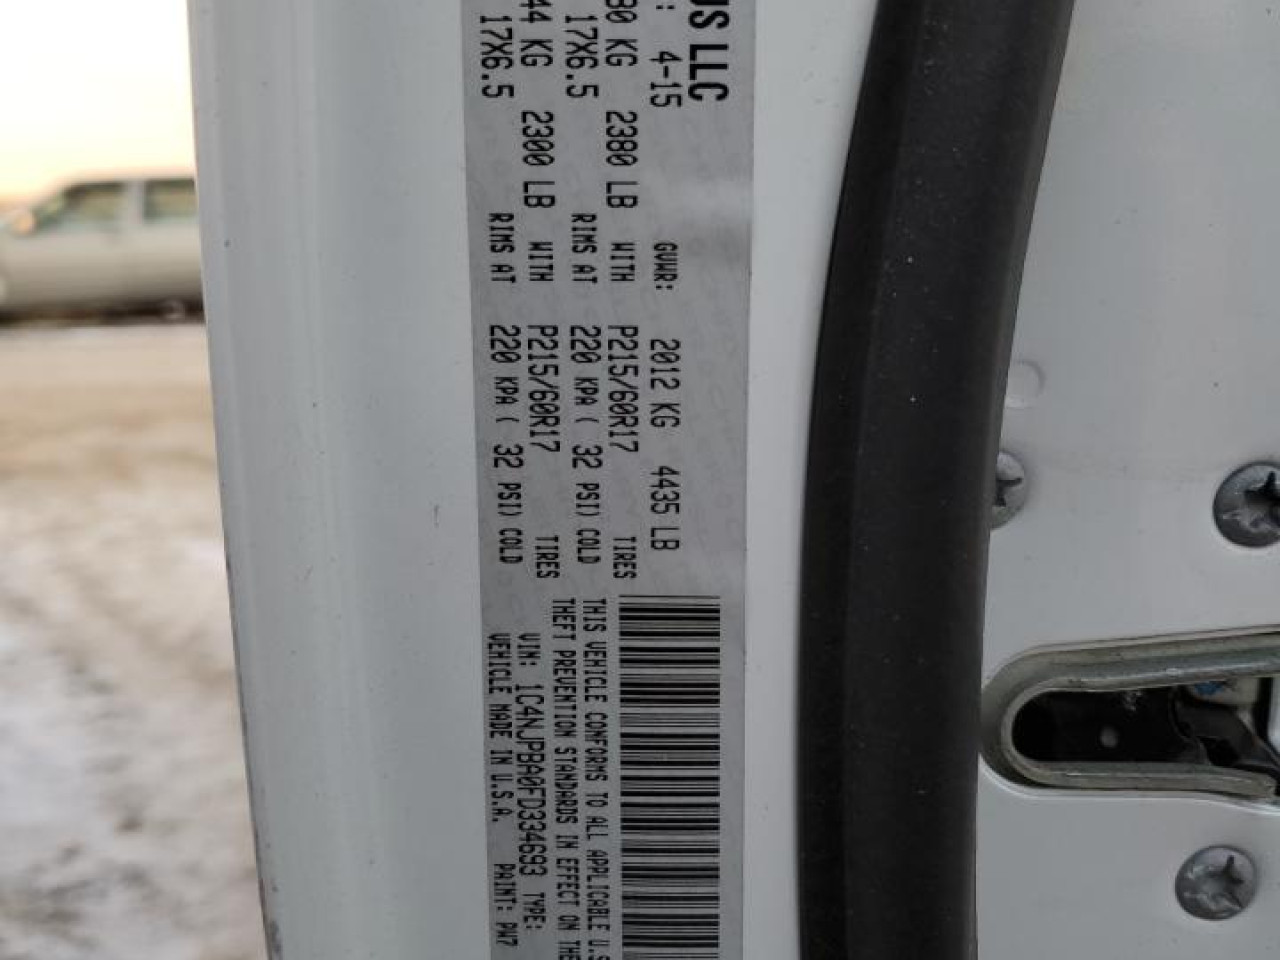 US LLC
: 4-15 GVWR: 2012 KG 4435 LB
80 KG 2380 LB WITH P215/60R17 TIRES
17X6.5 RIMS AT 220 KPA ( 32 PSI) COLD
44 KG 2300 LB WITH P215/60R17 TIRES
17X6.5 RIMS AT 220 KPA ( 32 PSI) COLD
THIS VEHICLE CONFORMS TO ALL APPLICABLE U.S
THEFT PREVENTION STANDARDS IN EFFECT ON THE
VIN: 1C4NJPBA0FD334693 TYPE:
VEHICLE MADE IN U.S.A. PAINT: PW7